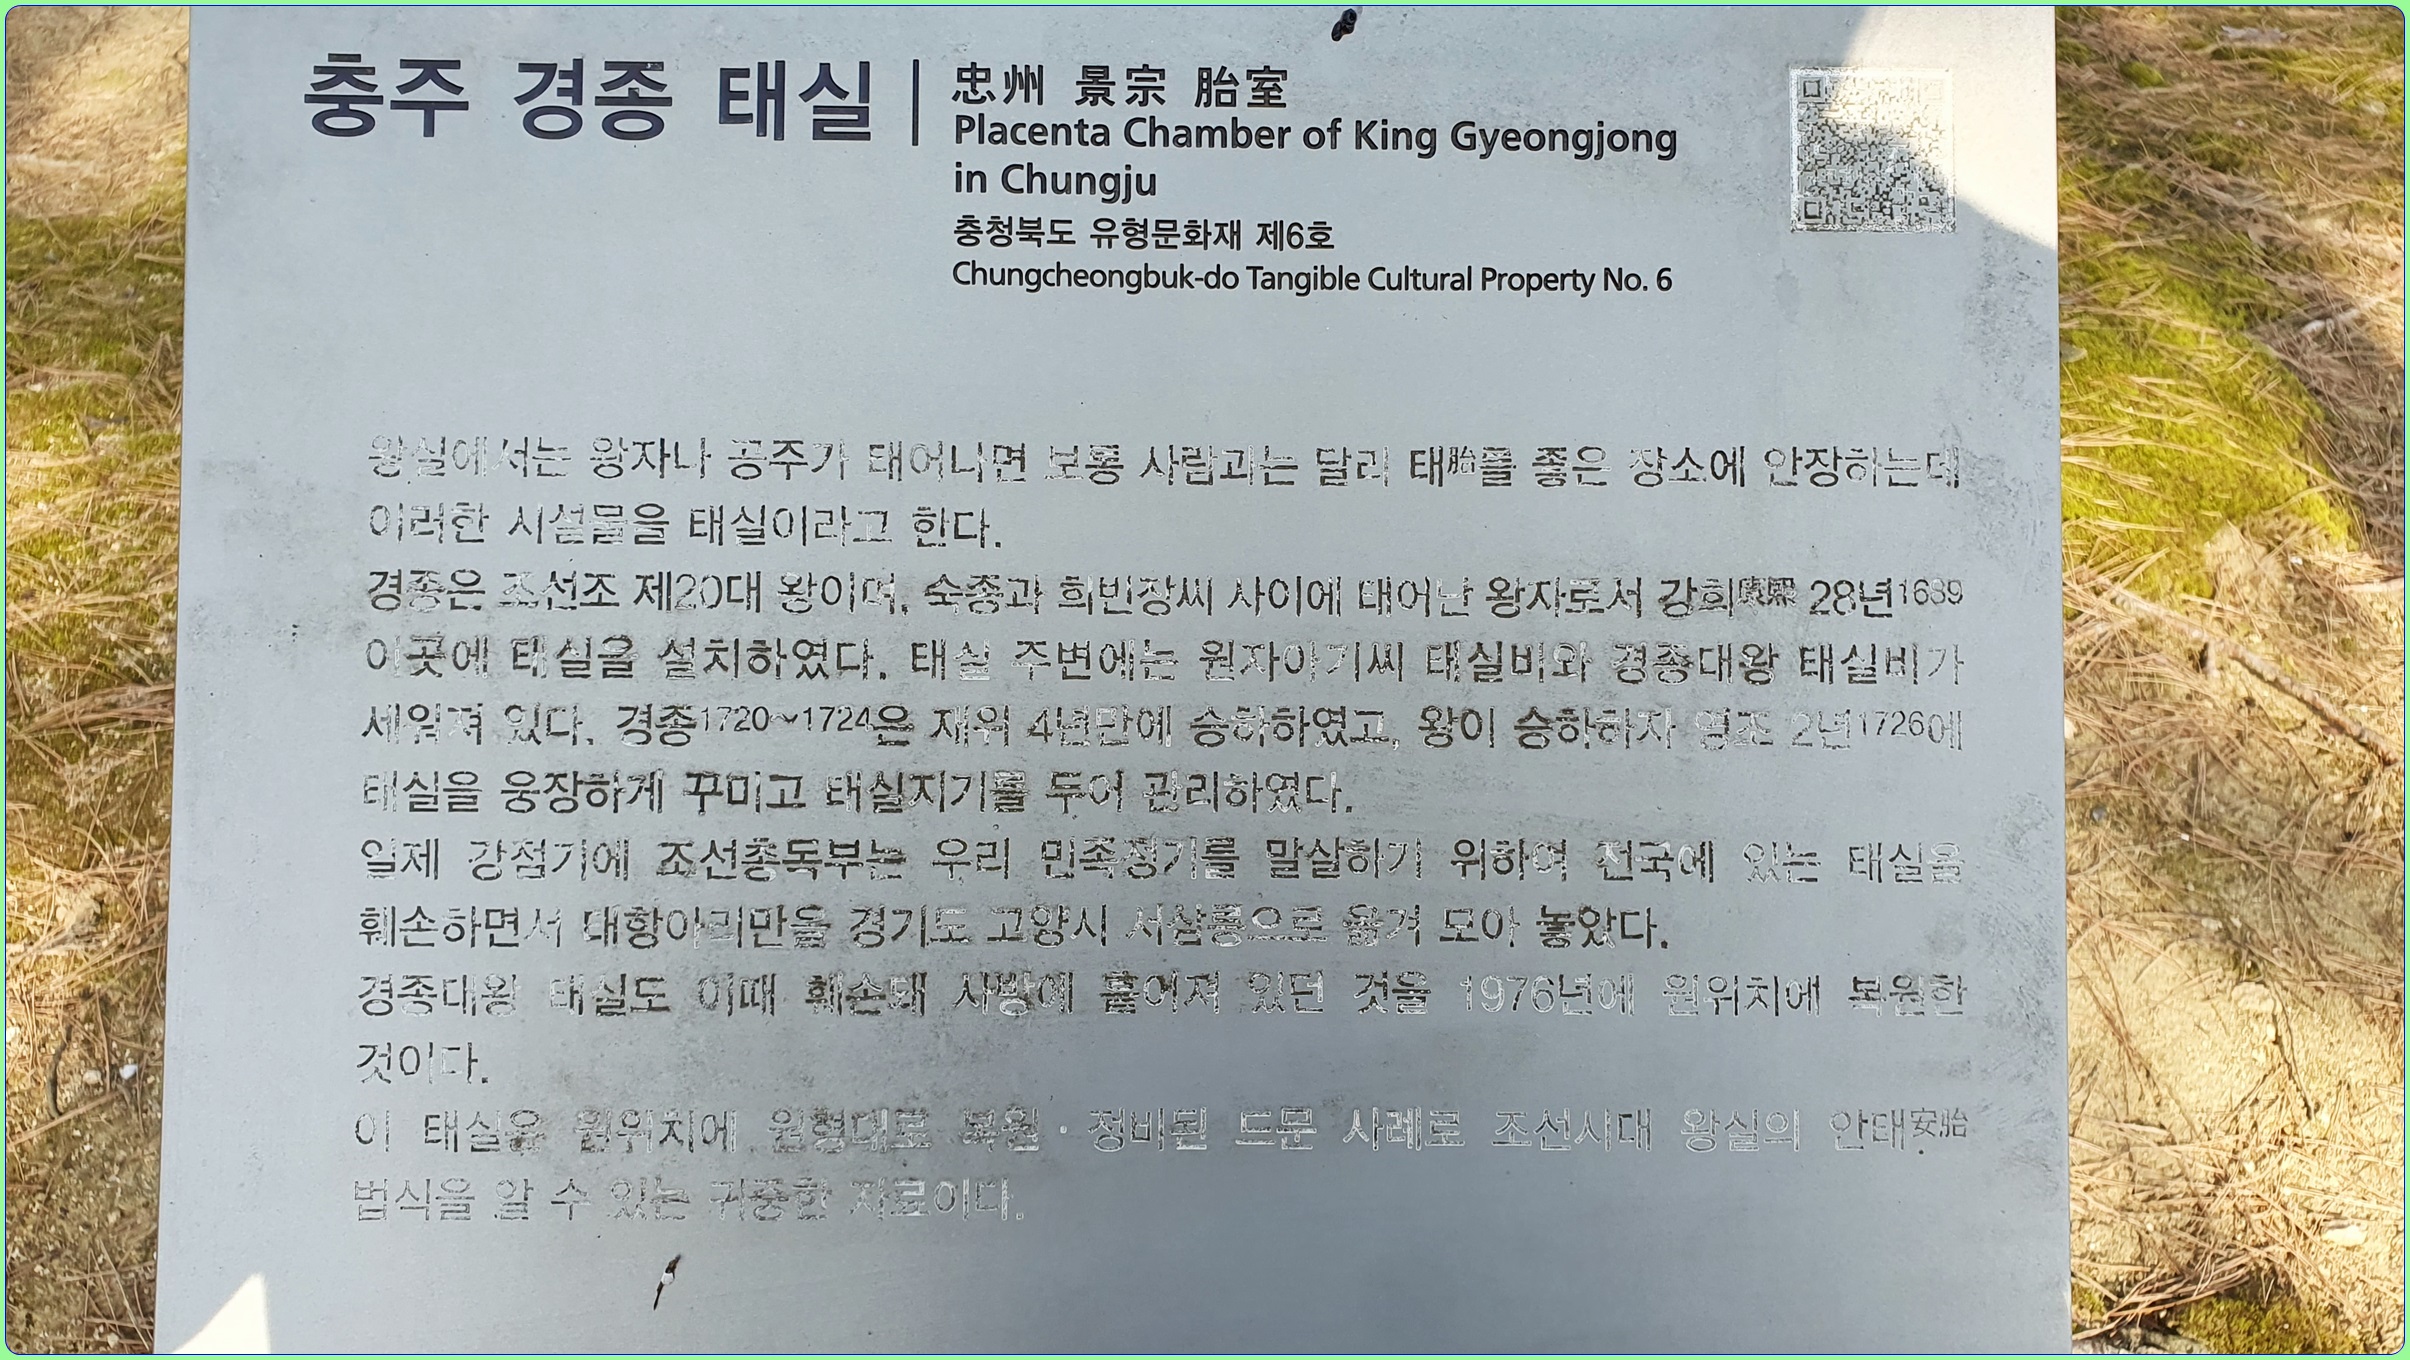 충주 경종 태실
忠州 景宗 胎室
Placenta Chamber of King Gyeongjong
in Chungju
충청북도 유형문화재 제6호
Chungcheongbuk-do Tangible Cultural Property No. 6
왕실에서는 왕자나 공주가 태어나면 보통 사람과는 달리 태胎를 좋은 장소에 안장하는데
이러한 시설물을 태실이라고 한다.
경종은 조선조 제20대 왕이며, 숙종과 희빈장씨 사이에 태어난 왕자로서 강희康熙 28년1689
이곳에 태실을 설치하였다. 태실 주변에는 원자아기씨 태실비와 경종대왕 태실비가
세워져 있다. 경종1720~1724은 재위 4년만에 승하하였고, 왕이 승하하자 영조 2년1726에
태실을 웅장하게 꾸미고 태실지기를 두어 관리하였다.
일제 강점기에 조선총독부는 우리 민족정기를 말살하기 위하여 전국에 있는 태실을
훼손하면서 태항아리만을 경기도 고양시 서삼릉으로 옮겨 모아 놓았다.
경종대왕 태실도 이때 훼손돼 사방에 흩어져 있던 것을 1976년에 원위치에 복원한
것이다.
이 태실은 원위치에 원형대로 복원·정비된 드문 사례로 조선시대 왕실의 안태安胎
법식을 알 수 있는 귀중한 자료이다.